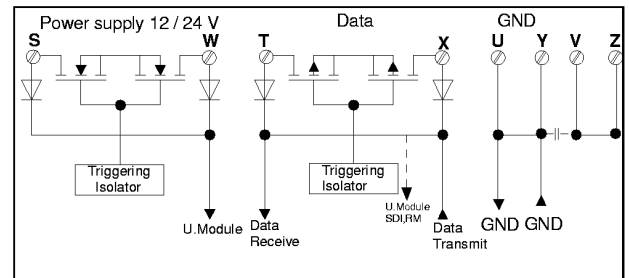 Power supply 12 / 24 V
Data
GND
S
W
T
X
U
Y
V
Z
Triggering
Isolator
Triggering
Isolator
U.Module
SDI,RM
U.Module
Data
Receive
Data
Transmit
GND
GND